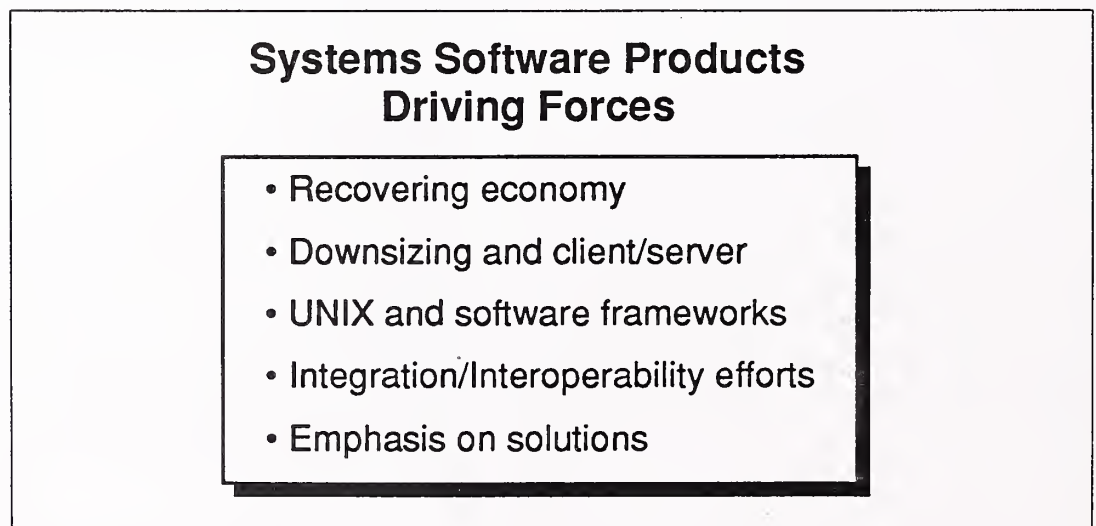 Systems Software Products
Driving Forces
• Recovering economy
• Downsizing and client/server
• UNIX and software frameworks
• Integration/Interoperability efforts
• Emphasis on solutions